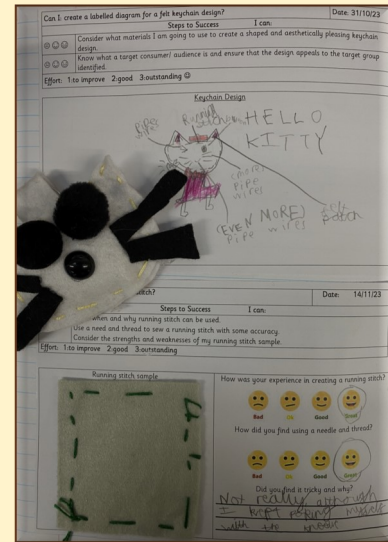 Can I: create a labelled diagram for a felt keychain design?
Date: 31/10/23
Steps to Success
I can:
Consider what materials I am going to use to create a shaped and aesthetically pleasing keychain
design.
Know what a target consumer/ audience is and ensure that the design appeals to the target group
identified.
Effort: 1:to improve 2:good 3:outstanding ☺
Keychain Design
HELLO
KITTY
(more)
pipe
wires
(EVEN MORE)
pipe wires
felt
patch
stitch?
Date: 14/11/23
Steps to Success
I can:
when and why running stitch can be used.
Use a need and thread to sew a running stitch with some accuracy.
Consider the strengths and weaknesses of my running stitch sample.
Effort: 1:to improve 2:good 3:outstanding
Running stitch sample
How was your experience in creating a running stitch?
Bad Ok Good Great
How did you find using a needle and thread?
Bad Ok Good Great
Did you find it tricky and why?
Not really although
I kept poking myself
with the needle